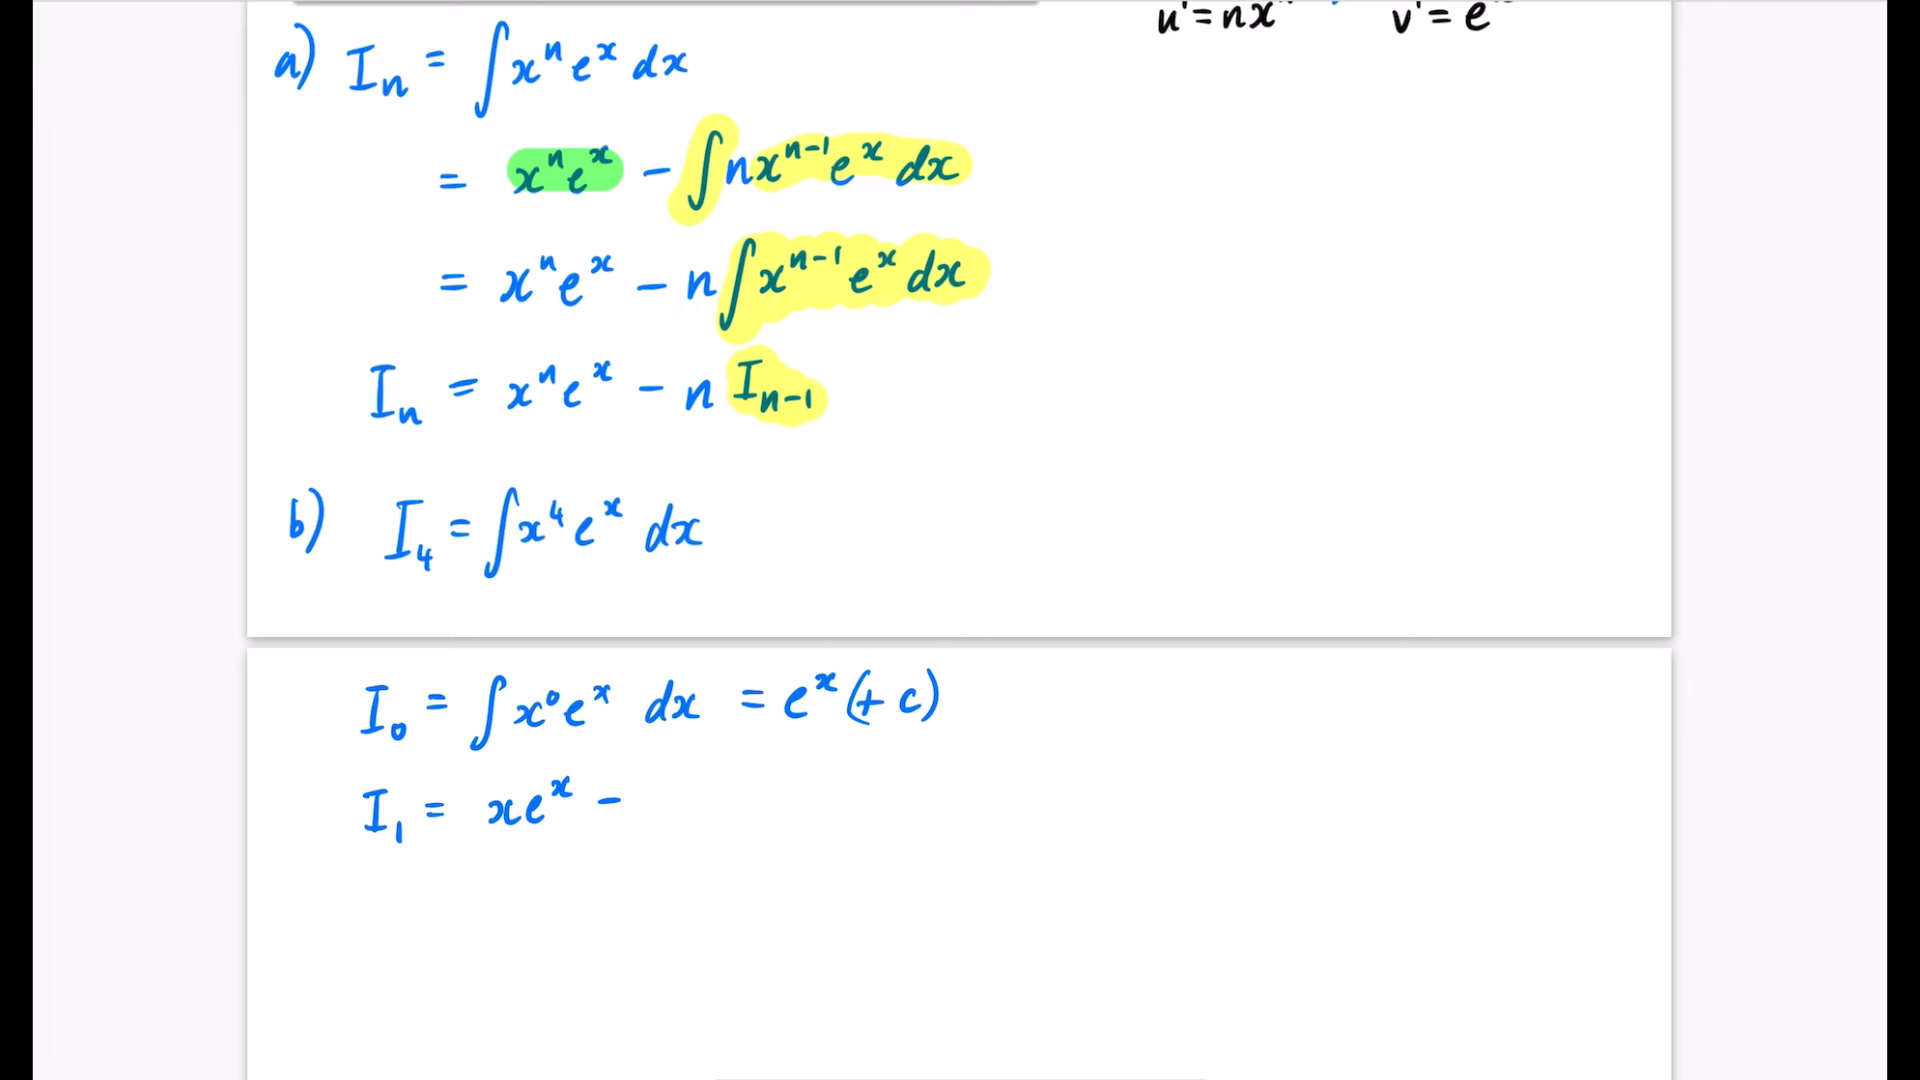 u' = nx v' = e
a) Iₙ = ∫xⁿeˣ dx
= xⁿeˣ - ∫nxⁿ⁻¹eˣ dx
= xⁿeˣ - n∫xⁿ⁻¹eˣ dx
Iₙ = xⁿeˣ - n Iₙ₋₁
b) I₄ = ∫x⁴eˣ dx
I₀ = ∫x⁰eˣ dx = eˣ (+ c)
I₁ = xeˣ -